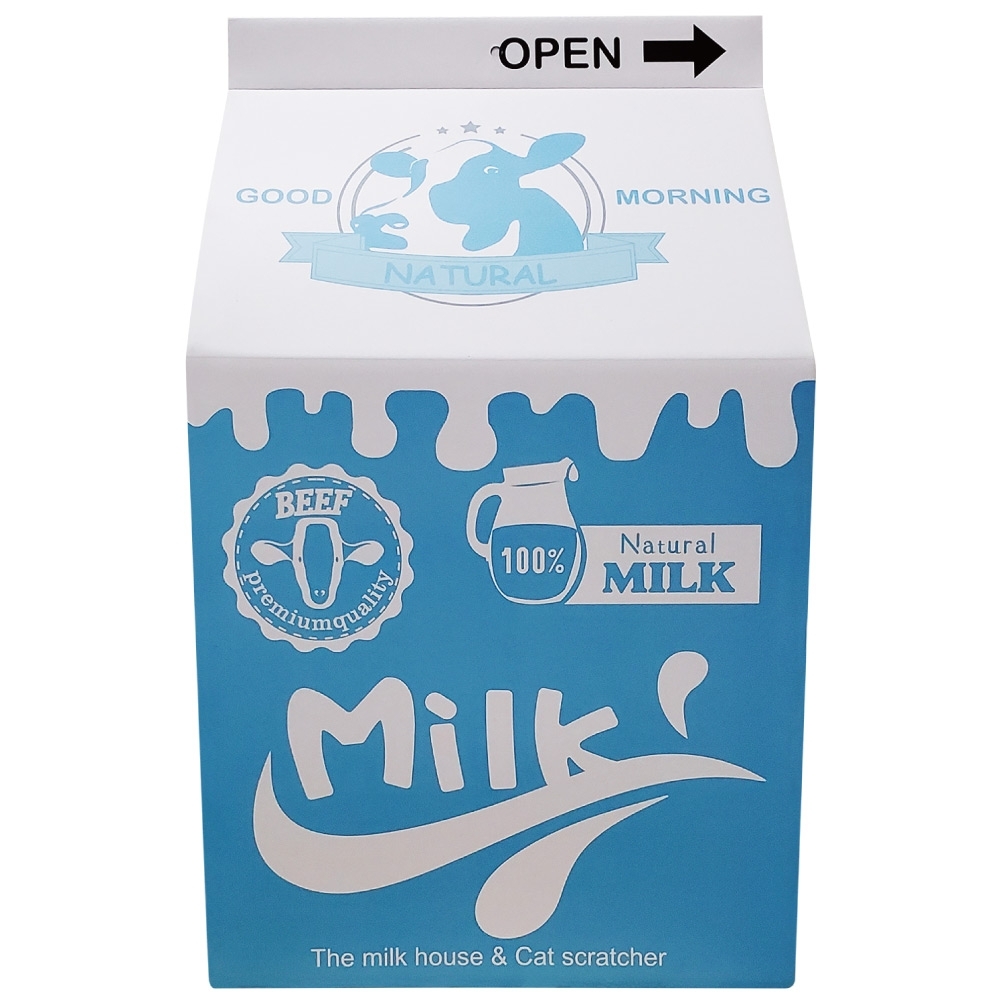 OPEN
GOOD MORNING
NATURAL
BEEF
premiumquality
100%
Natural
MILK
Milk
The milk house & Cat scratcher